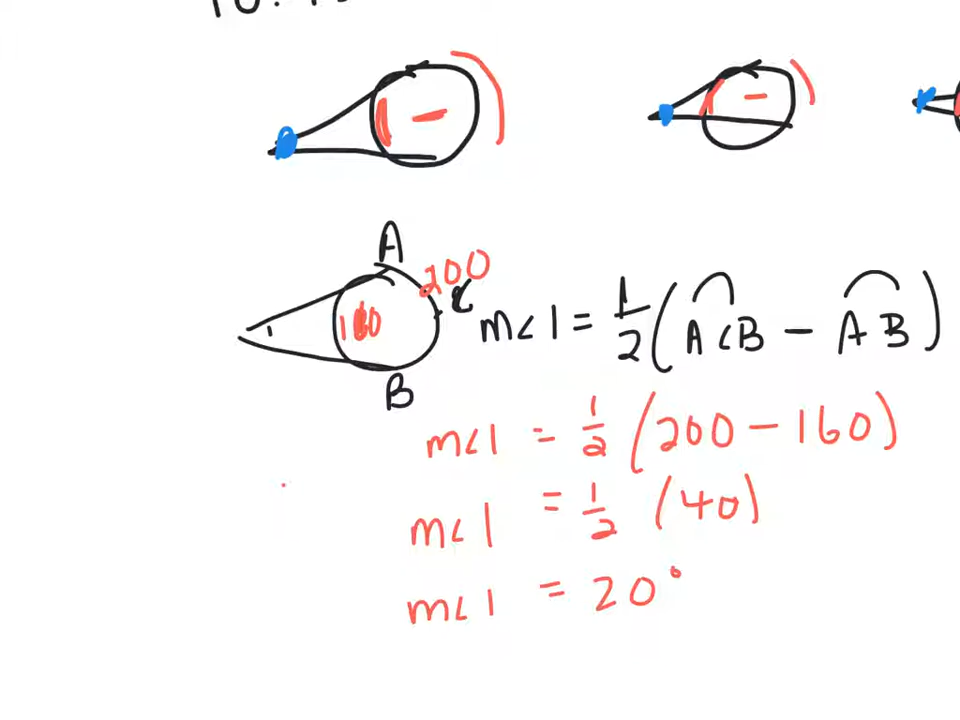 A
200
C
160
1
B
m∠1 = 1/2 (ACB - AB)
m∠1 = 1/2 (200 - 160)
m∠1 = 1/2 (40)
m∠1 = 20°